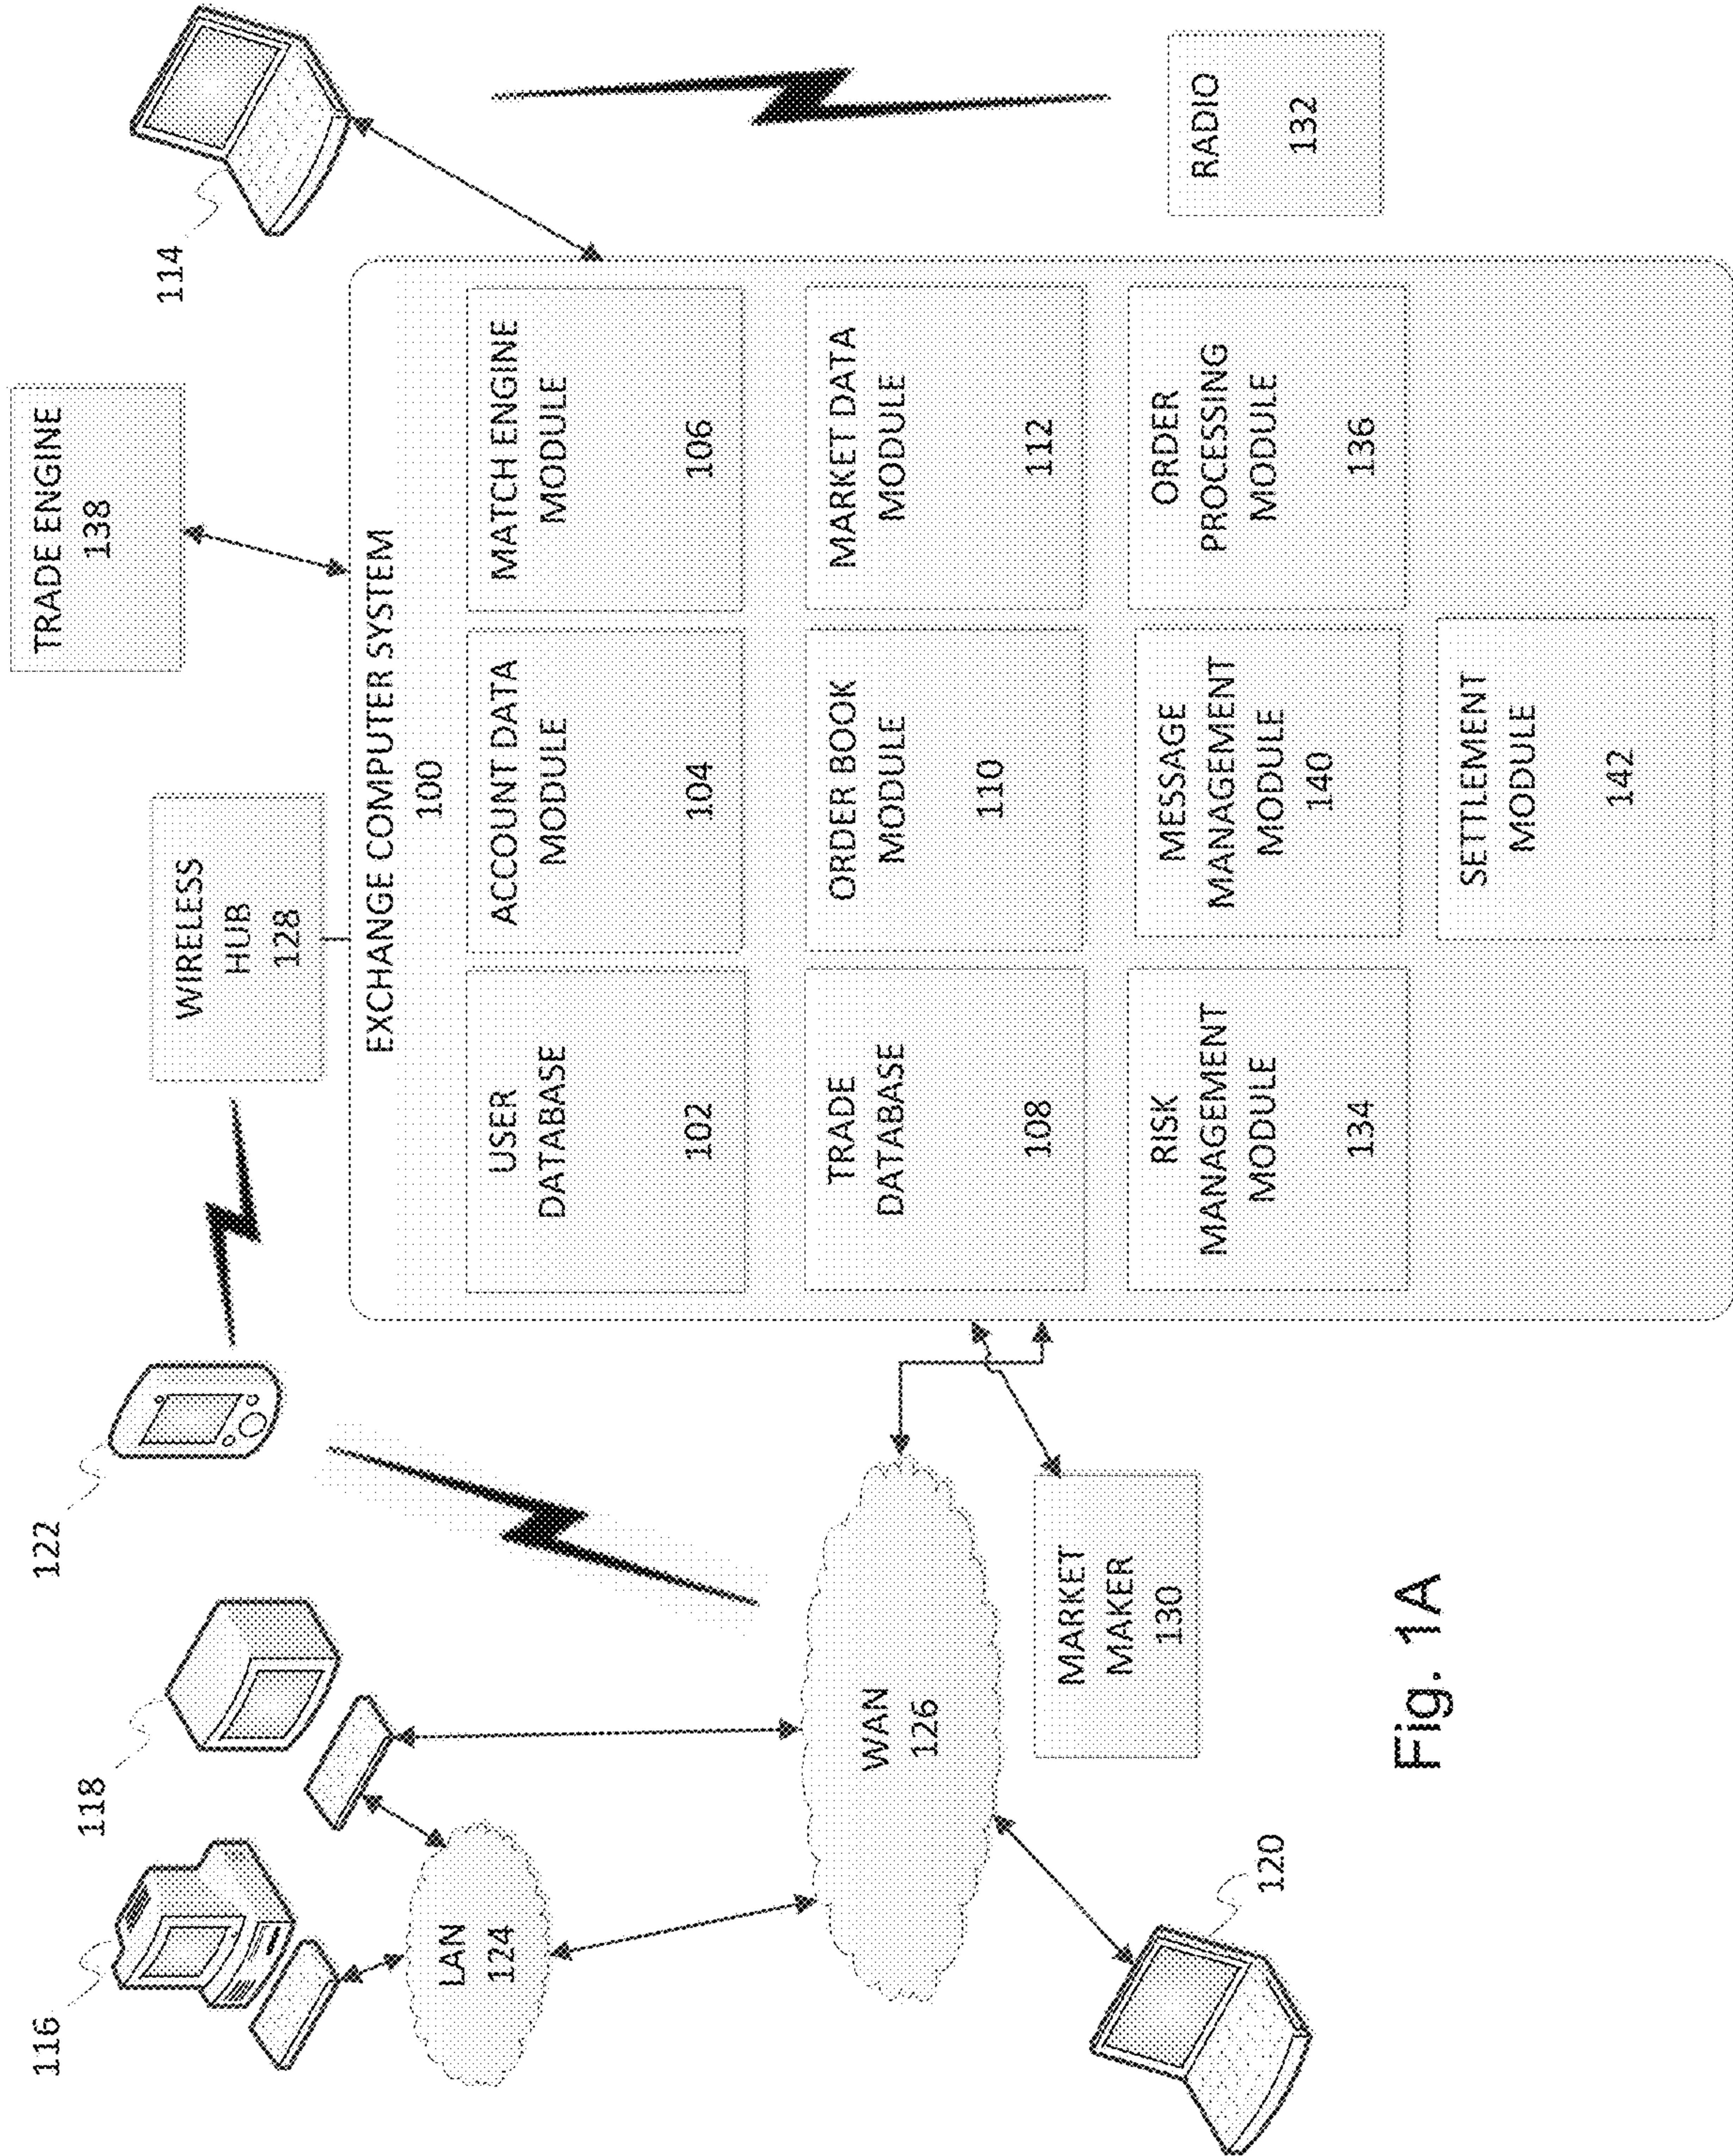 116
118
122
WIRELESS
HUB
128
TRADE ENGINE
138
114
LAN
124
WAN
126
120
MARKET
MAKER
130
EXCHANGE COMPUTER SYSTEM
100
USER
DATABASE
102
ACCOUNT DATA
MODULE
104
MATCH ENGINE
MODULE
106
TRADE
DATABASE
108
ORDER BOOK
MODULE
110
MARKET DATA
MODULE
112
RISK
MANAGEMENT
MODULE
134
MESSAGE
MANAGEMENT
MODULE
140
ORDER
PROCESSING
MODULE
136
SETTLEMENT
MODULE
142
RADIO
132
Fig. 1A